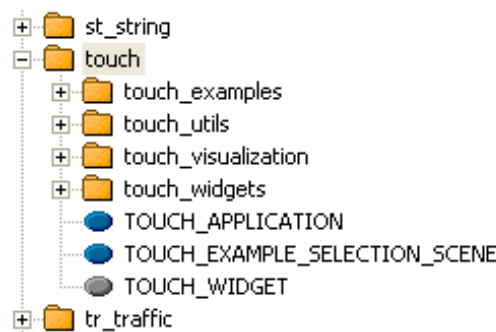 st_string
touch
touch_examples
touch_utils
touch_visualization
touch_widgets
TOUCH_APPLICATION
TOUCH_EXAMPLE_SELECTION_SCENE
TOUCH_WIDGET
tr_traffic